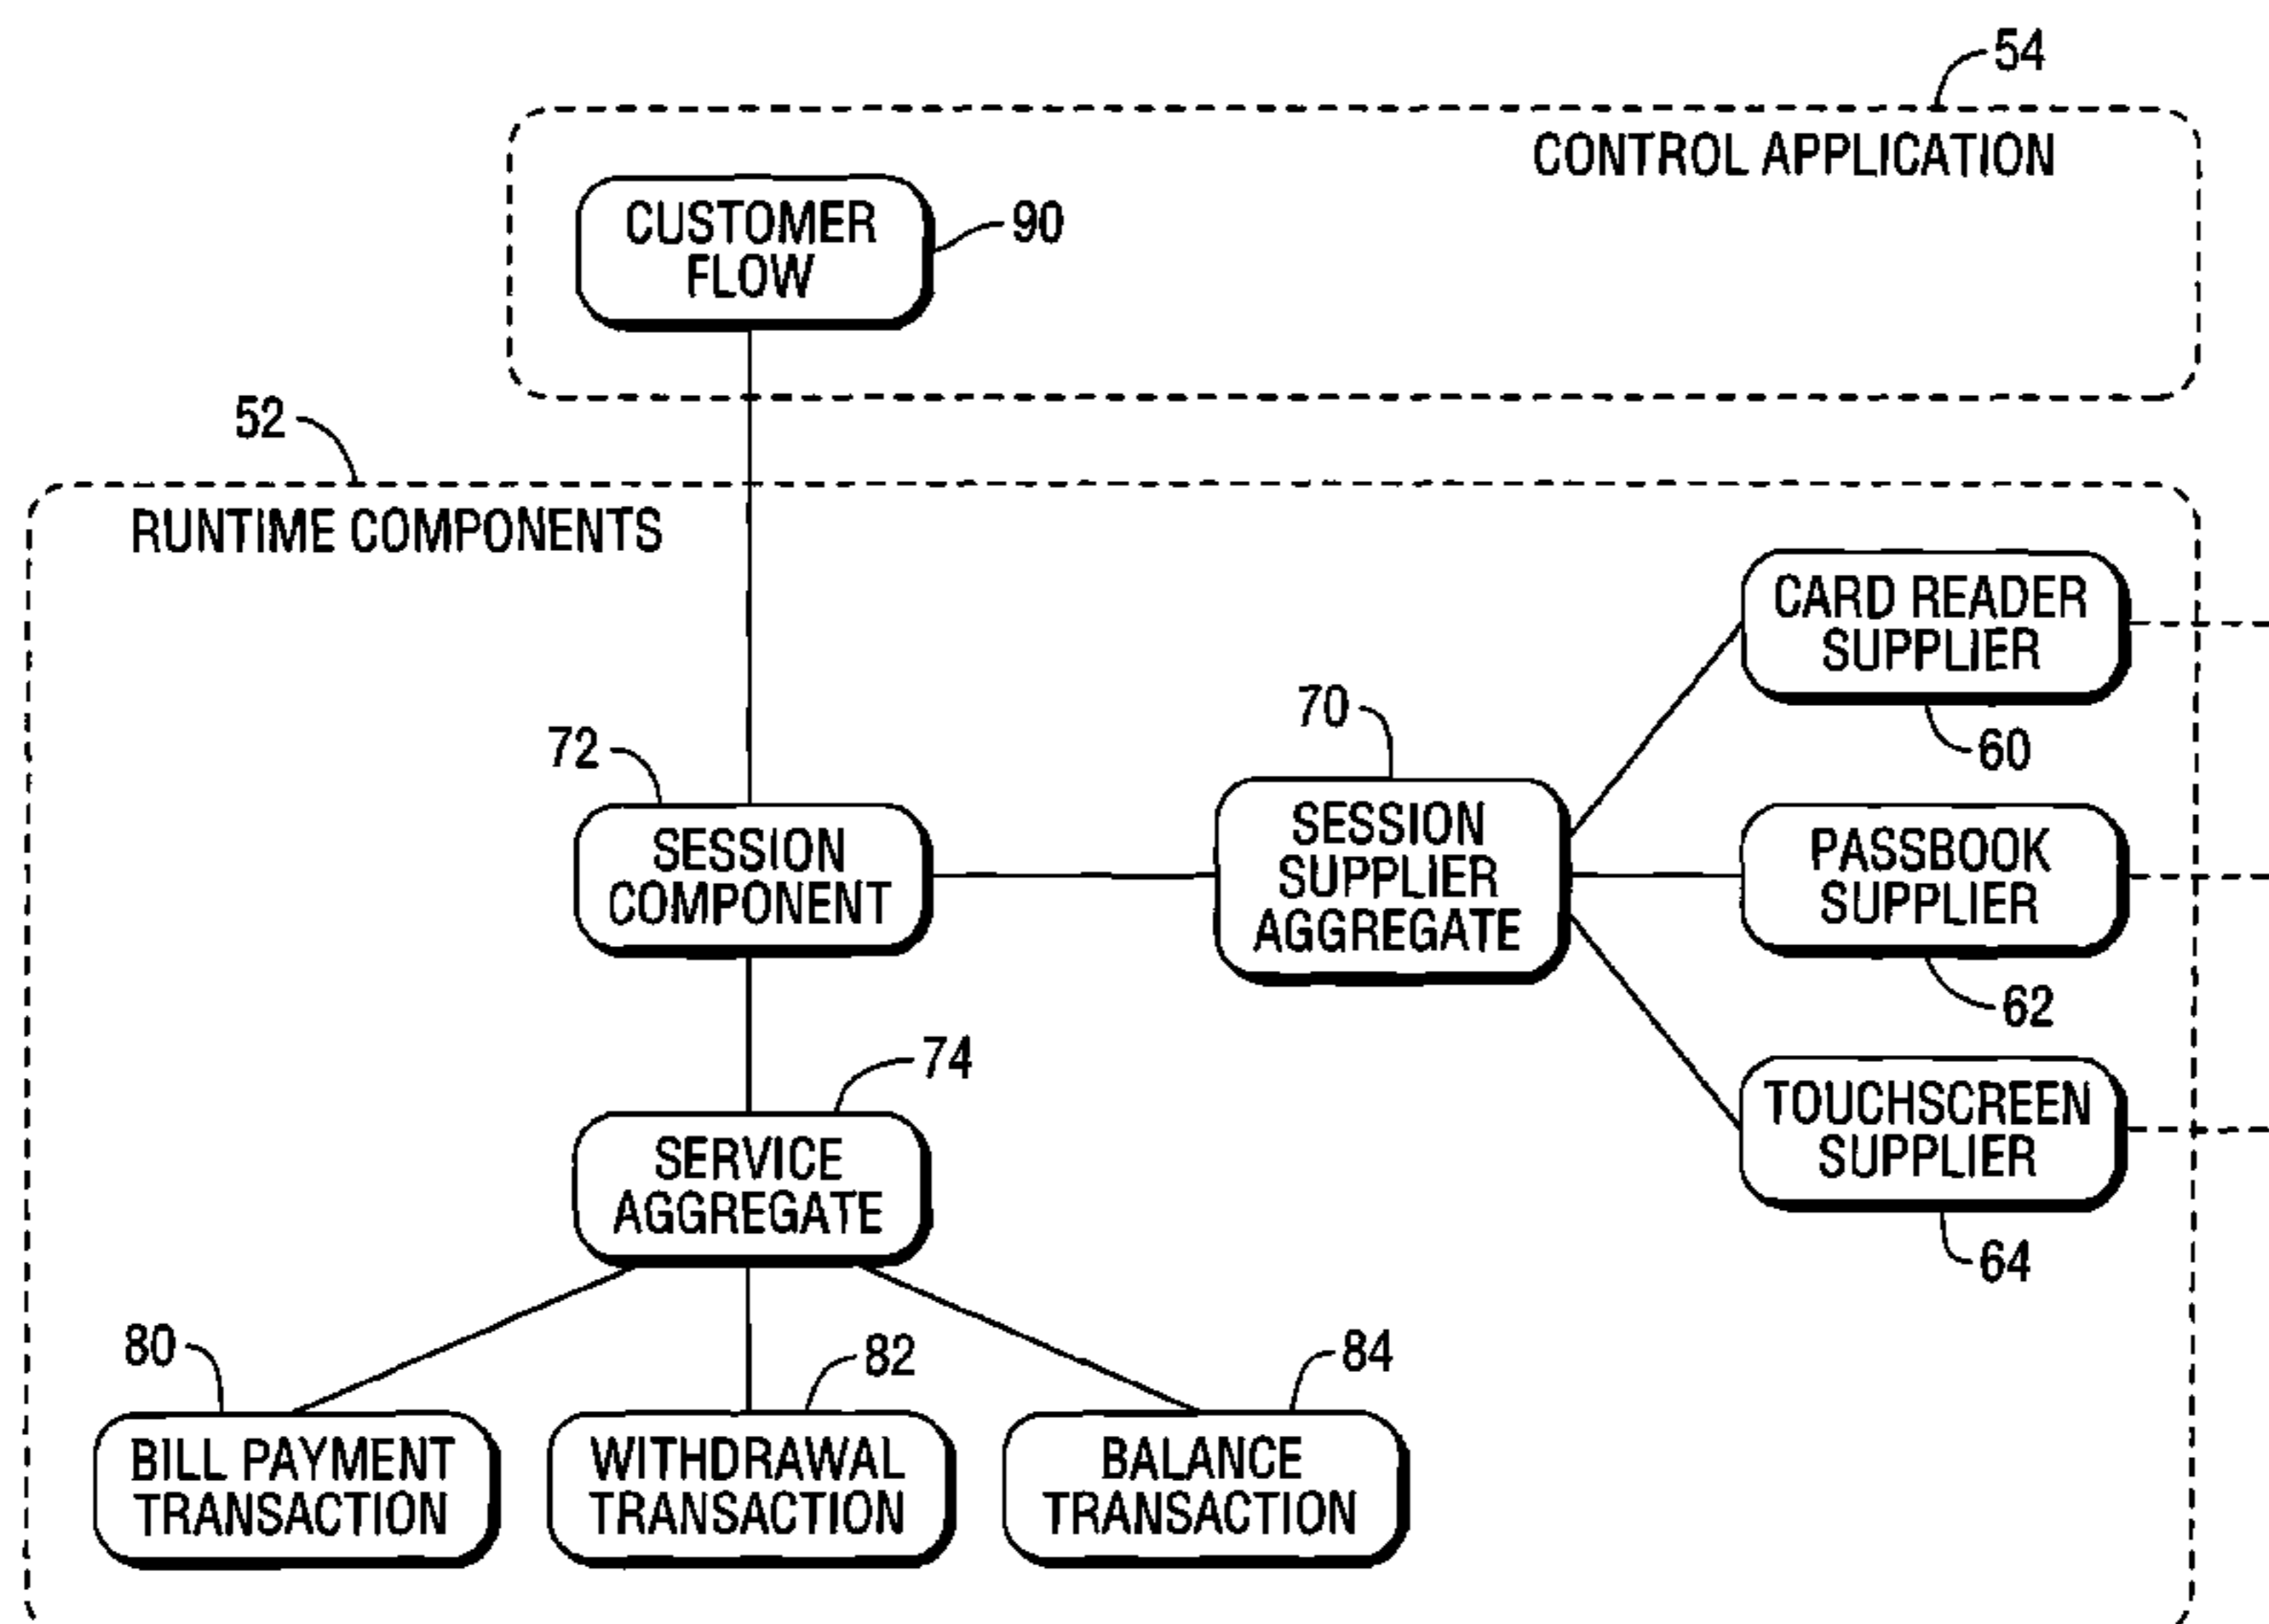 54
CONTROL APPLICATION
CUSTOMER
FLOW
90
52
RUNTIME COMPONENTS
CARD READER
SUPPLIER
60
70
72
SESSION
COMPONENT
SESSION
SUPPLIER
AGGREGATE
PASSBOOK
SUPPLIER
62
74
SERVICE
AGGREGATE
TOUCHSCREEN
SUPPLIER
64
80
82
84
BILL PAYMENT
TRANSACTION
WITHDRAWAL
TRANSACTION
BALANCE
TRANSACTION